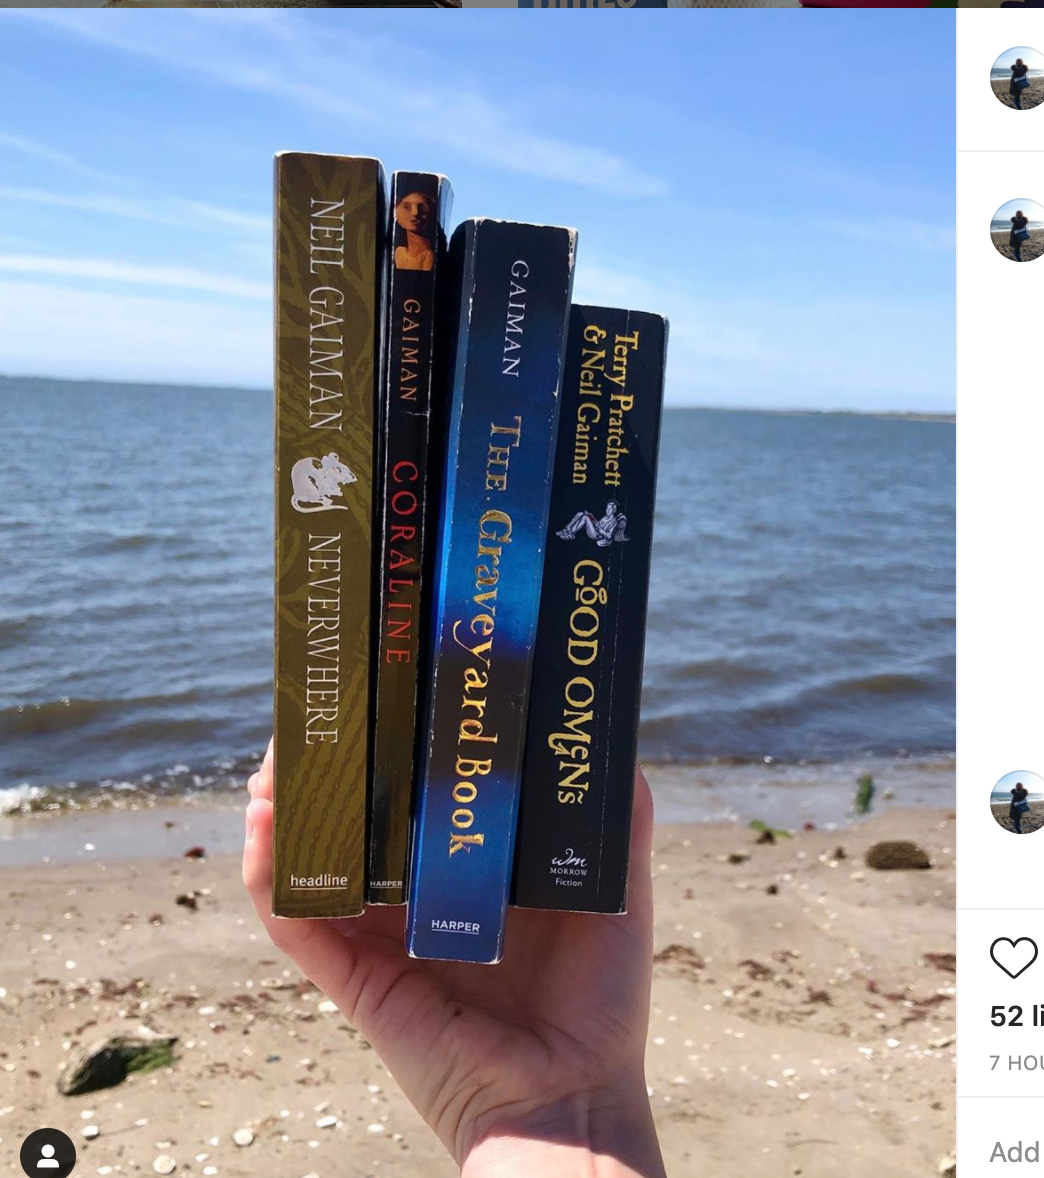 NEIL GAIMAN NEVERWHERE
headline
GAIMAN CORALINE
HARPER
GAIMAN THE GraveyarD Book
HARPER
Terry Pratchett
& Neil Gaiman
GOOD OMENS
wm
MORROW
Fiction
52 li
7 HOU
Add